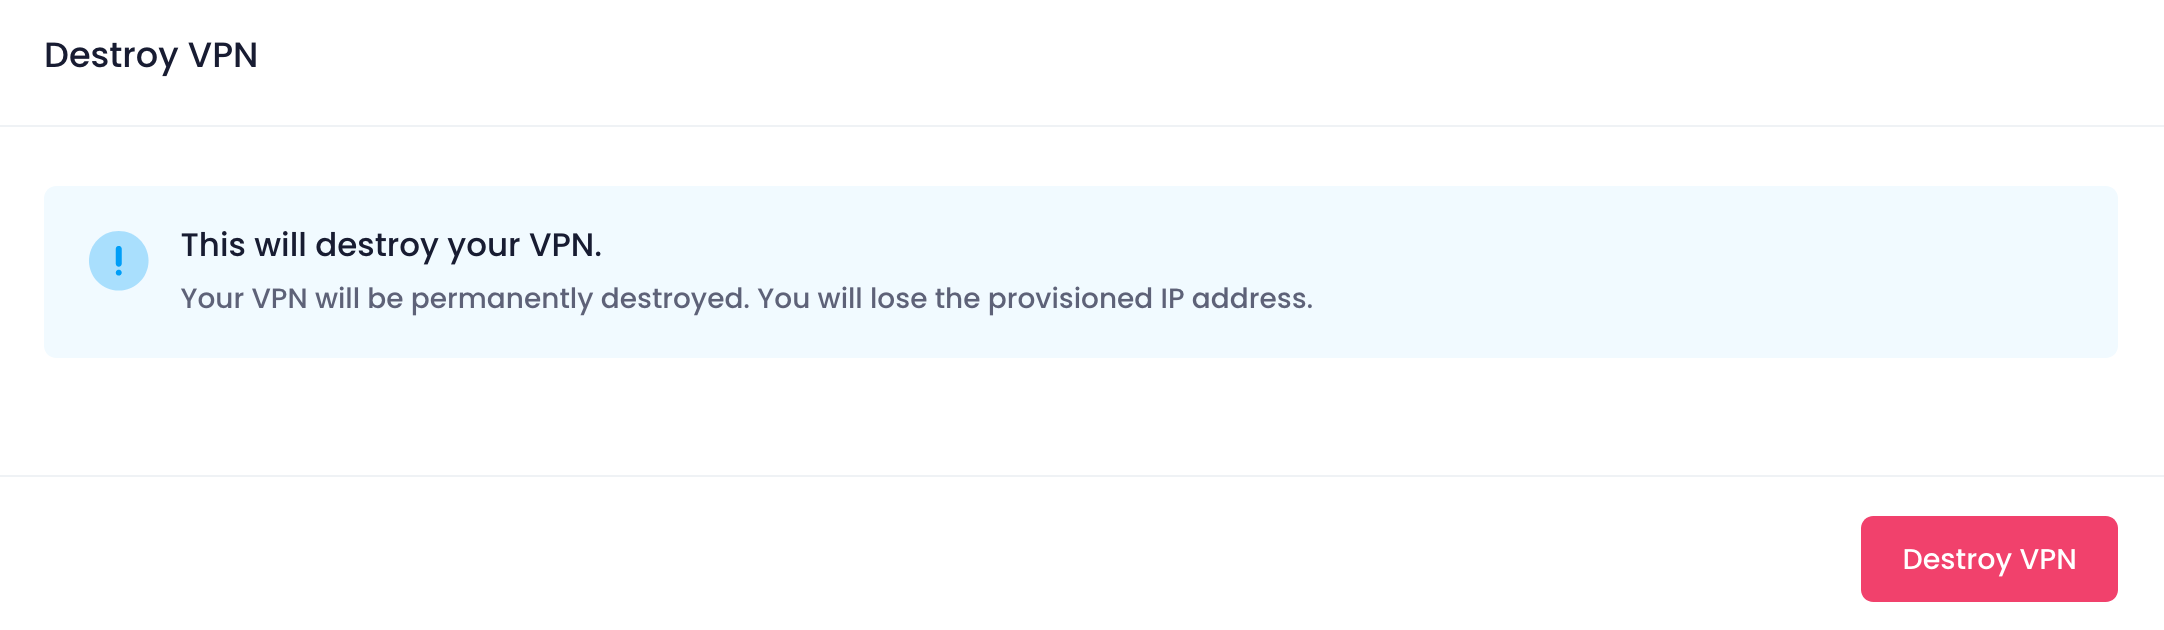 Destroy VPN
This will destroy your VPN.
Your VPN will be permanently destroyed. You will lose the provisioned IP address.
Destroy VPN